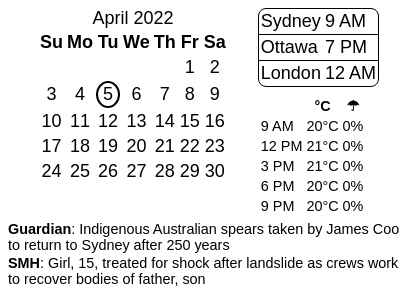 April 2022
Su Mo Tu We Th Fr Sa
1 2
3 4 5 6 7 8 9
10 11 12 13 14 15 16
17 18 19 20 21 22 23
24 25 26 27 28 29 30
Sydney 9 AM
Ottawa 7 PM
London 12 AM
°C ☂
9 AM 20°C 0%
12 PM 21°C 0%
3 PM 21°C 0%
6 PM 20°C 0%
9 PM 20°C 0%
Guardian: Indigenous Australian spears taken by James Coo
to return to Sydney after 250 years
SMH: Girl, 15, treated for shock after landslide as crews work
to recover bodies of father, son